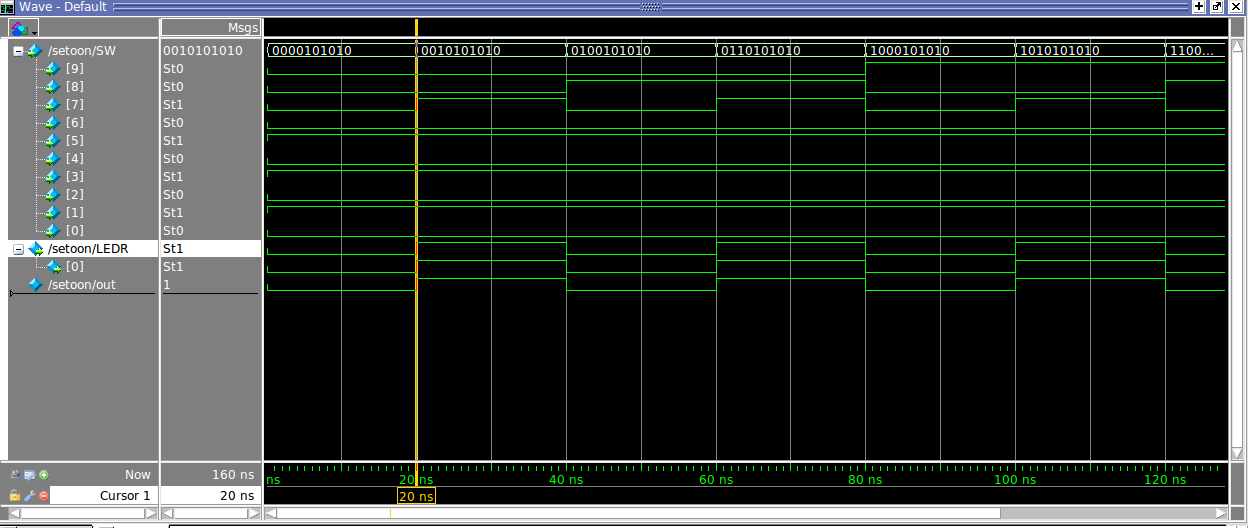 Wave - Default
Msgs
/setoon/SW 0010101010 0000101010 0010101010 0100101010 0110101010 1000101010 1010101010 1100...
[9] St0
[8] St0
[7] St1
[6] St0
[5] St1
[4] St0
[3] St1
[2] St0
[1] St1
[0] St0
/setoon/LEDR St1
[0] St1
/setoon/out 1
Now 160 ns ns 20 ns 40 ns 60 ns 80 ns 100 ns 120 ns
Cursor 1 20 ns 20 ns